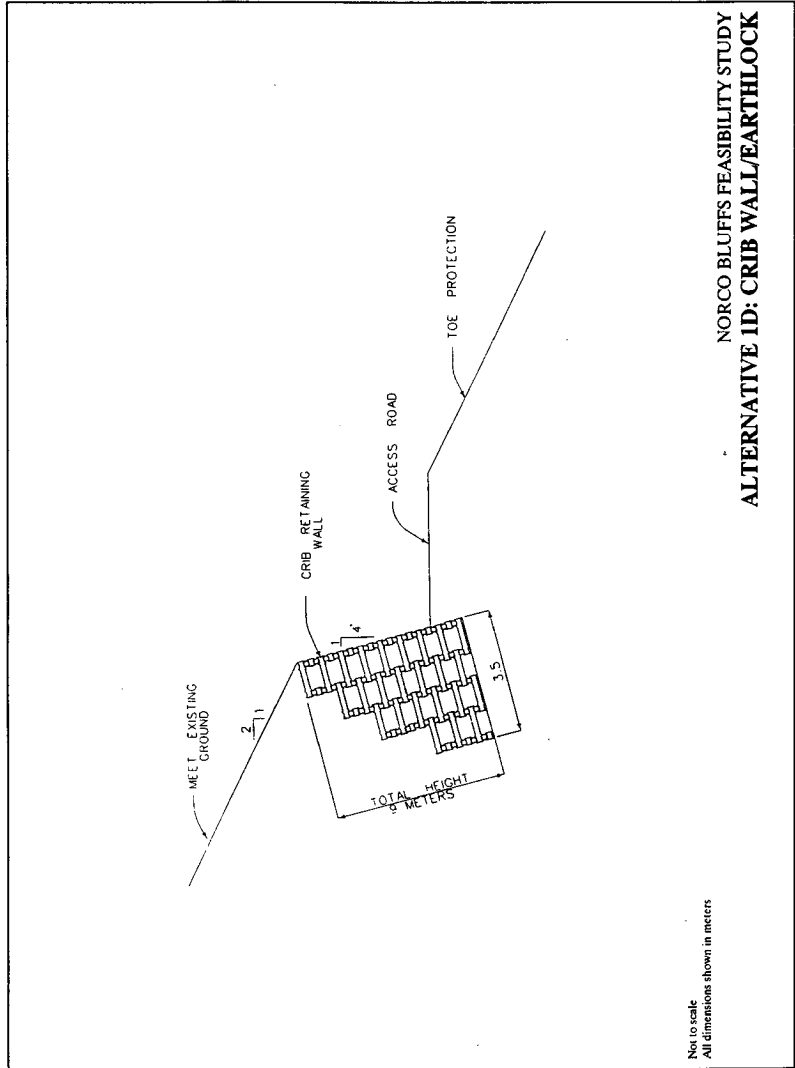 MEET EXISTING
GROUND
2
1
CRIB RETAINING
WALL
1
4
ACCESS ROAD
TOE PROTECTION
TOTAL HEIGHT
9 METERS
3.5
Not to scale
All dimensions shown in meters
NORCO BLUFFS FEASIBILITY STUDY
ALTERNATIVE 1D: CRIB WALL/EARTHLOCK